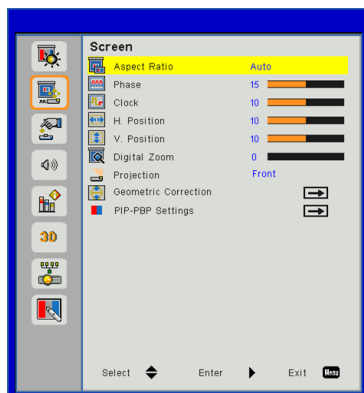 Screen
Aspect Ratio Auto
Phase 15
Clock 10
H. Position 10
V. Position 10
Digital Zoom 0
Projection Front
Geometric Correction
PIP-PBP Settings
3D
Select Enter Exit Menu